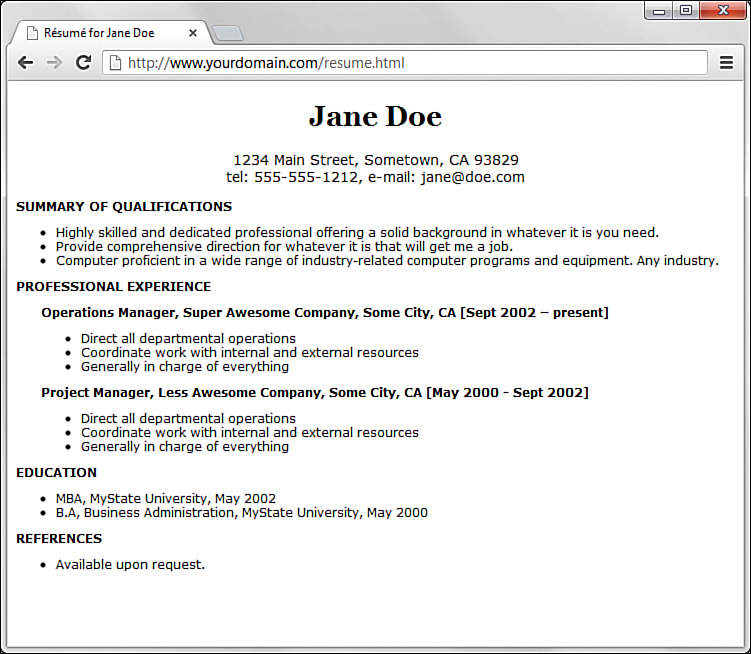 Résumé for Jane Doe
http://www.yourdomain.com/resume.html
Jane Doe
1234 Main Street, Sometown, CA 93829
tel: 555-555-1212, e-mail: jane@doe.com
SUMMARY OF QUALIFICATIONS
• Highly skilled and dedicated professional offering a solid background in whatever it is you need.
• Provide comprehensive direction for whatever it is that will get me a job.
• Computer proficient in a wide range of industry-related computer programs and equipment. Any industry.
PROFESSIONAL EXPERIENCE
Operations Manager, Super Awesome Company, Some City, CA [Sept 2002 – present]
• Direct all departmental operations
• Coordinate work with internal and external resources
• Generally in charge of everything
Project Manager, Less Awesome Company, Some City, CA [May 2000 - Sept 2002]
• Direct all departmental operations
• Coordinate work with internal and external resources
• Generally in charge of everything
EDUCATION
• MBA, MyState University, May 2002
• B.A, Business Administration, MyState University, May 2000
REFERENCES
• Available upon request.